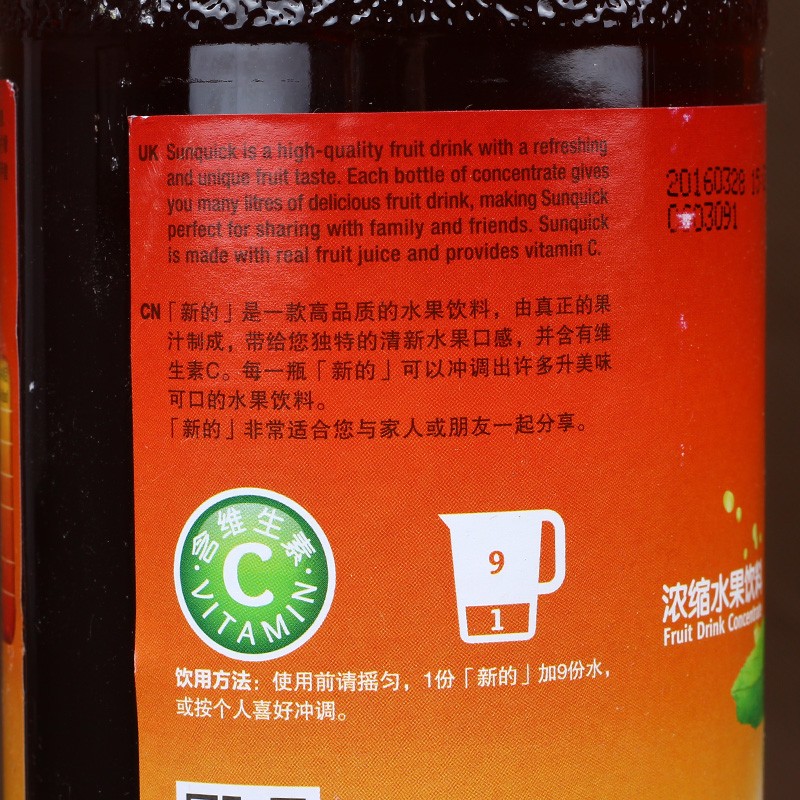 UK Sunquick is a high-quality fruit drink with a refreshing
and unique fruit taste. Each bottle of concentrate gives
you many litres of delicious fruit drink, making Sunquick
perfect for sharing with family and friends. Sunquick
is made with real fruit juice and provides vitamin C.
20160328
CN「新的」是一款高品质的水果饮料，由真正的果
汁制成，带给您独特的清新水果口感，并含有维
生素C。每一瓶「新的」可以冲调出许多升美味
可口的水果饮料。
「新的」非常适合您与家人或朋友一起分享。
含维生素
C
·VITAMIN·
9
1
浓缩水果饮料
Fruit Drink Concentrate
饮用方法：使用前请摇匀，1份「新的」加9份水，
或按个人喜好冲调。